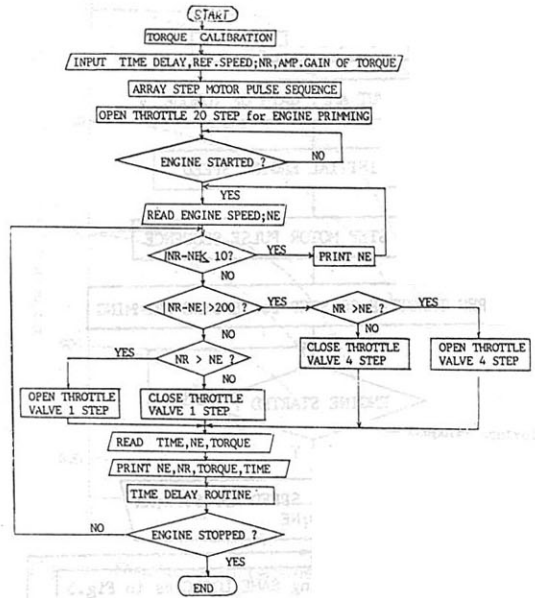 START
TORQUE CALIBRATION
INPUT TIME DELAY,REF.SPEED;NR,AMP.GAIN OF TORQUE
ARRAY STEP MOTOR PULSE SEQUENCE
OPEN THROTTLE 20 STEP for ENGINE PRIMMING
ENGINE STARTED ?
NO
YES
READ ENGINE SPEED;NE
|NR-NE|< 10?
YES
PRINT NE
NO
|NR-NE|>200 ?
YES
NR >NE ?
YES
NO
NO
YES
NR > NE ?
NO
CLOSE THROTTLE
VALVE 4 STEP
OPEN THROTTLE
VALVE 4 STEP
OPEN THROTTLE
VALVE 1 STEP
CLOSE THROTTLE
VALVE 1 STEP
READ TIME,NE,TORQUE
PRINT NE,NR,TORQUE,TIME
TIME DELAY ROUTINE
NO
ENGINE STOPPED ?
YES
END